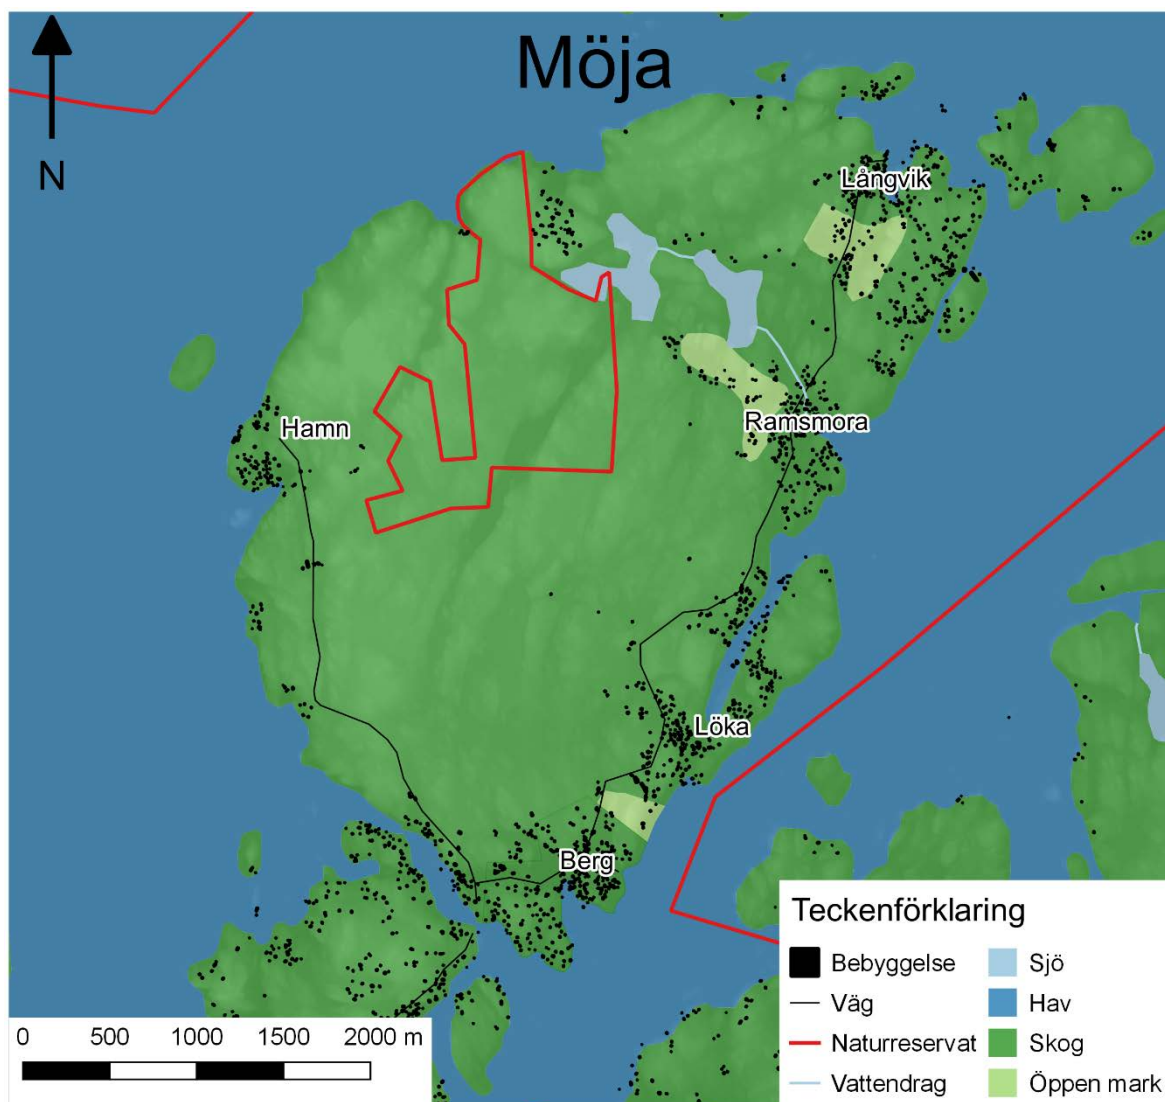 Möja
N
Långvik
Hamn
Ramsmora
Löka
Berg
Teckenförklaring
Bebyggelse
Sjö
Väg
Hav
Naturreservat
Skog
Vattendrag
Öppen mark
0 500 1000 1500 2000 m